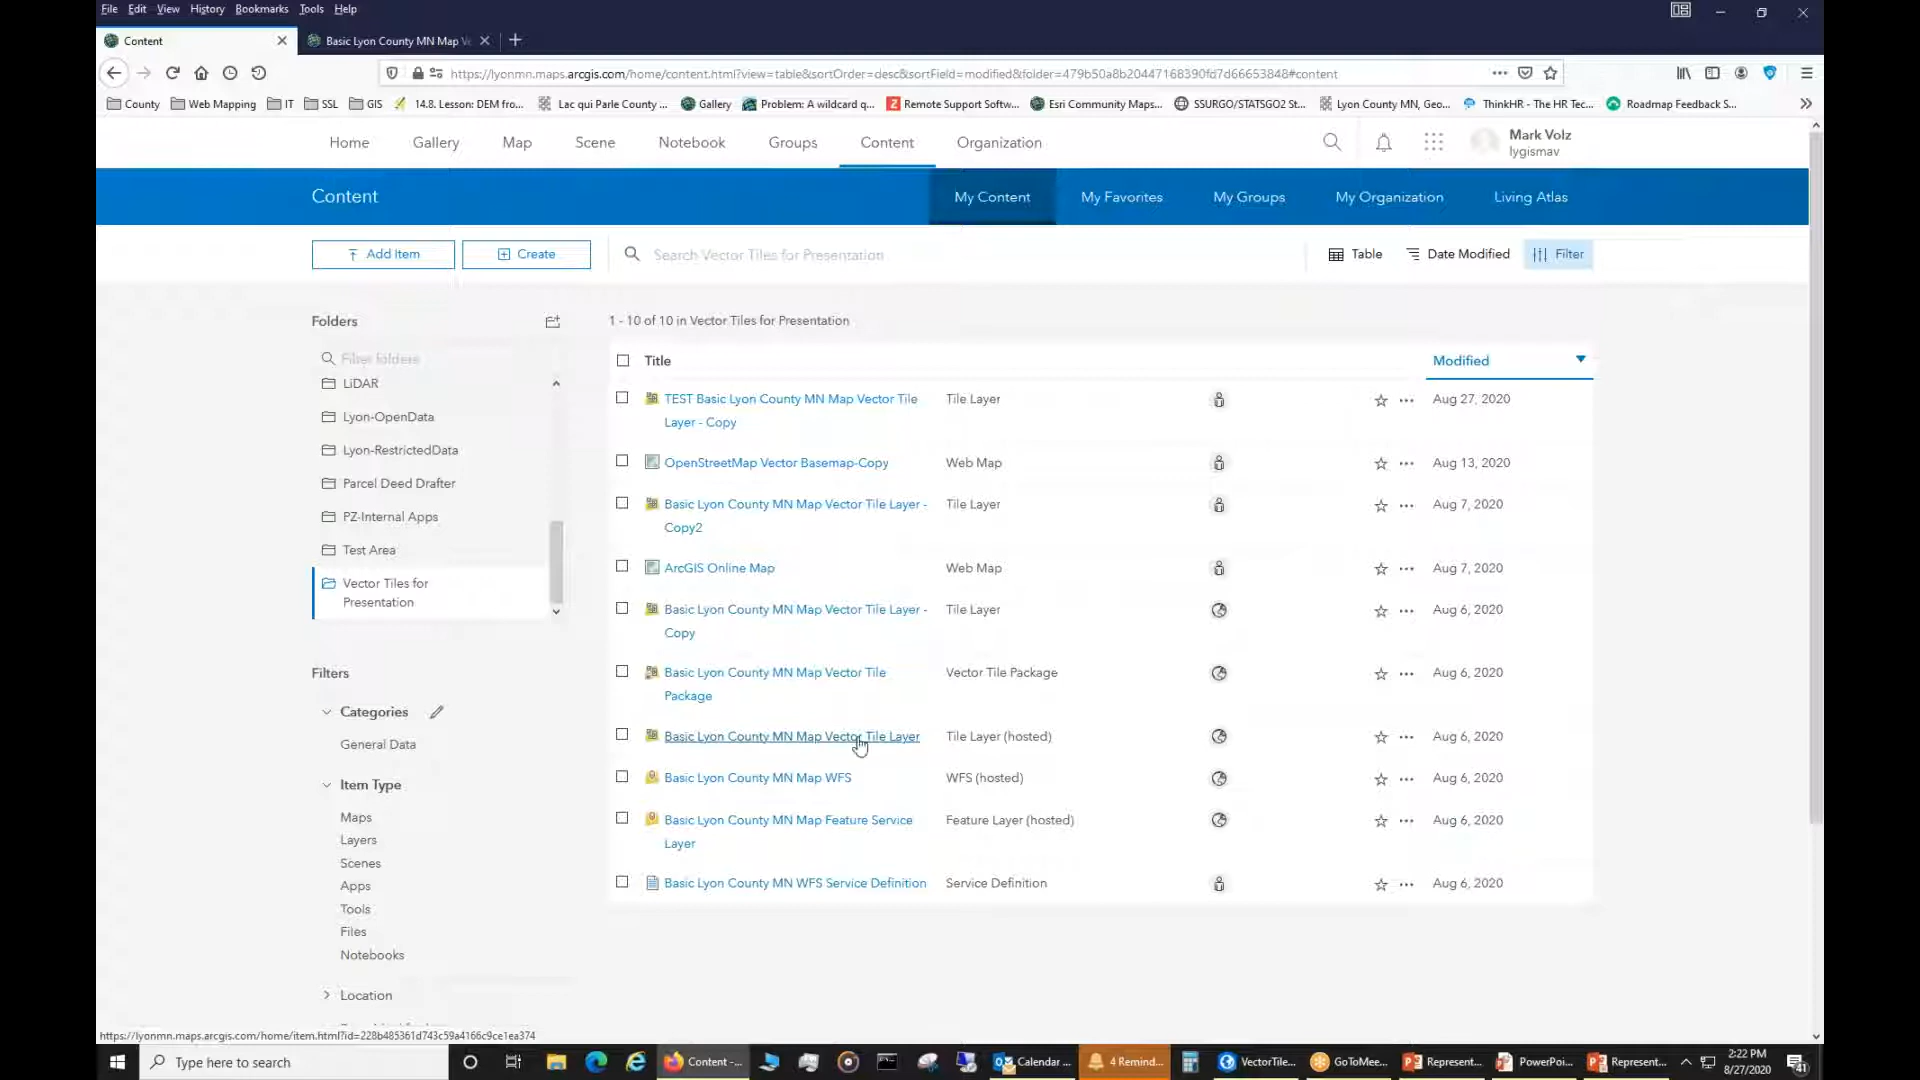 File Edit View History Bookmarks Tools Help
Content
Basic Lyon County MN Map Ve
https://lyonmn.maps.arcgis.com/home/content.html?view=table&sortOrder=desc&sortField=modified&folder=479b50a8b20447168390fd7d66653848#content
County Web Mapping IT SSL GIS 14.8. Lesson: DEM fro... Lac qui Parle County ... Gallery Problem: A wildcard q... Remote Support Softw... Esri Community Maps... SSURGO/STATSGO2 St... Lyon County MN, Geo... ThinkHR - The HR Tec... Roadmap Feedback S...
Home Gallery Map Scene Notebook Groups Content Organization
Mark Volz
lygismav
Content
My Content My Favorites My Groups My Organization Living Atlas
Add Item Create Search Vector Tiles for Presentation Table Date Modified Filter
Folders
1 - 10 of 10 in Vector Tiles for Presentation
Filter folders
LiDAR
Lyon-OpenData
Lyon-RestrictedData
Parcel Deed Drafter
PZ-Internal Apps
Test Area
Vector Tiles for
Presentation
Filters
Categories
General Data
Item Type
Maps
Layers
Scenes
Apps
Tools
Files
Notebooks
Location
Title Modified
TEST Basic Lyon County MN Map Vector Tile Tile Layer Aug 27, 2020
Layer - Copy
OpenStreetMap Vector Basemap-Copy Web Map Aug 13, 2020
Basic Lyon County MN Map Vector Tile Layer - Tile Layer Aug 7, 2020
Copy2
ArcGIS Online Map Web Map Aug 7, 2020
Basic Lyon County MN Map Vector Tile Layer - Tile Layer Aug 6, 2020
Copy
Basic Lyon County MN Map Vector Tile Vector Tile Package Aug 6, 2020
Package
Basic Lyon County MN Map Vector Tile Layer Tile Layer (hosted) Aug 6, 2020
Basic Lyon County MN Map WFS WFS (hosted) Aug 6, 2020
Basic Lyon County MN Map Feature Service Feature Layer (hosted) Aug 6, 2020
Layer
Basic Lyon County MN WFS Service Definition Service Definition Aug 6, 2020
https://lyonmn.maps.arcgis.com/home/item.html?id=228b485361d743c59a4166c9ce1ea374
Type here to search
Content -... Calendar ... 4 Remind... VectorTile... GoToMee... Represent... PowerPoi... Represent...
2:22 PM
8/27/2020
41